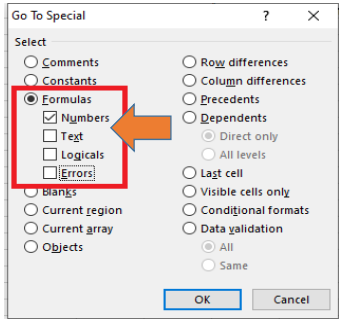 Go To Special ? ×
Select
Comments
Constants
Formulas
Numbers
Text
Logicals
Errors
Blanks
Current region
Current array
Objects
Row differences
Column differences
Precedents
Dependents
Direct only
All levels
Last cell
Visible cells only
Conditional formats
Data validation
All
Same
OK Cancel